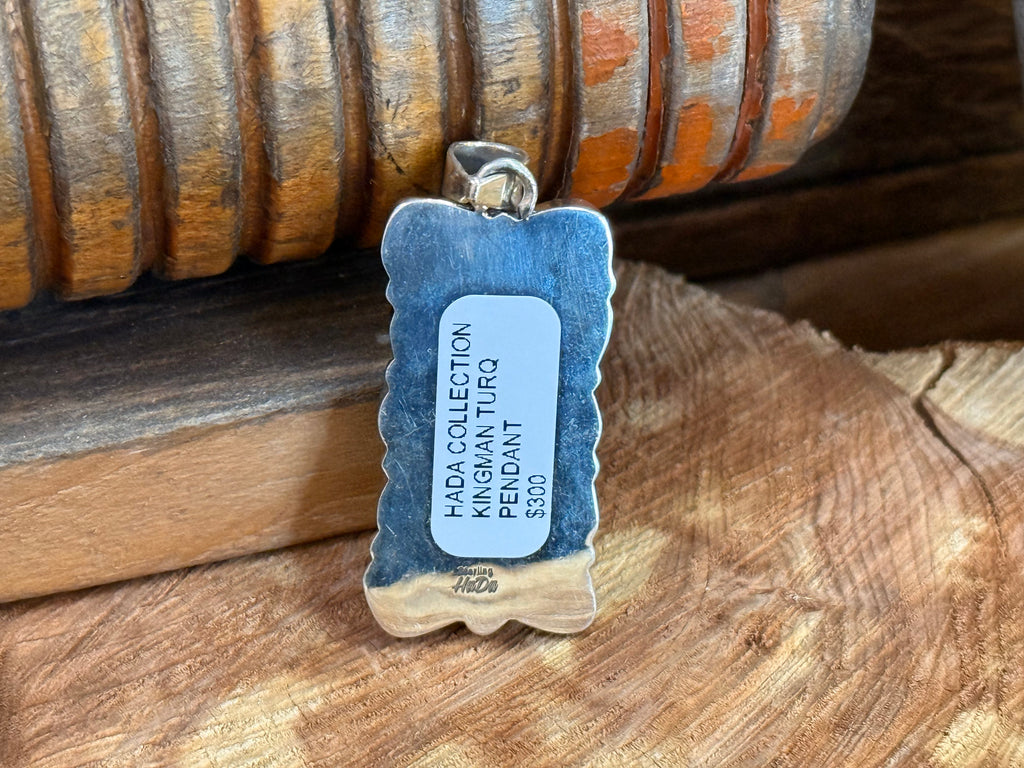 HADA COLLECTION
KINGMAN TURQ
PENDANT
$300
Sterling
HaDa